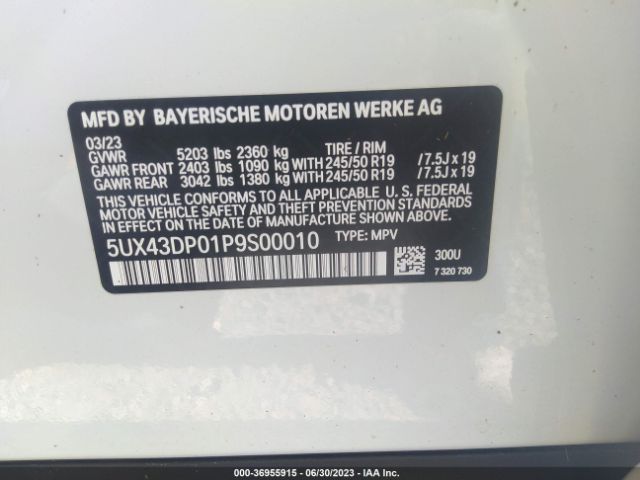 MFD BY BAYERISCHE MOTOREN WERKE AG
03/23 TIRE / RIM
GVWR 5203 lbs 2360 kg
GAWR FRONT 2403 lbs 1090 kg WITH 245/50 R19 / 7.5J x 19
GAWR REAR 3042 lbs 1380 kg WITH 245/50 R19 / 7.5J x 19
THIS VEHICLE CONFORMS TO ALL APPLICABLE U. S. FEDERAL
MOTOR VEHICLE SAFETY AND THEFT PREVENTION STANDARDS
IN EFFECT ON THE DATE OF MANUFACTURE SHOWN ABOVE.
5UX43DP01P9S00010 TYPE: MPV
300U
7 320 730
000-36955915 - 06/30/2023 - IAA Inc.